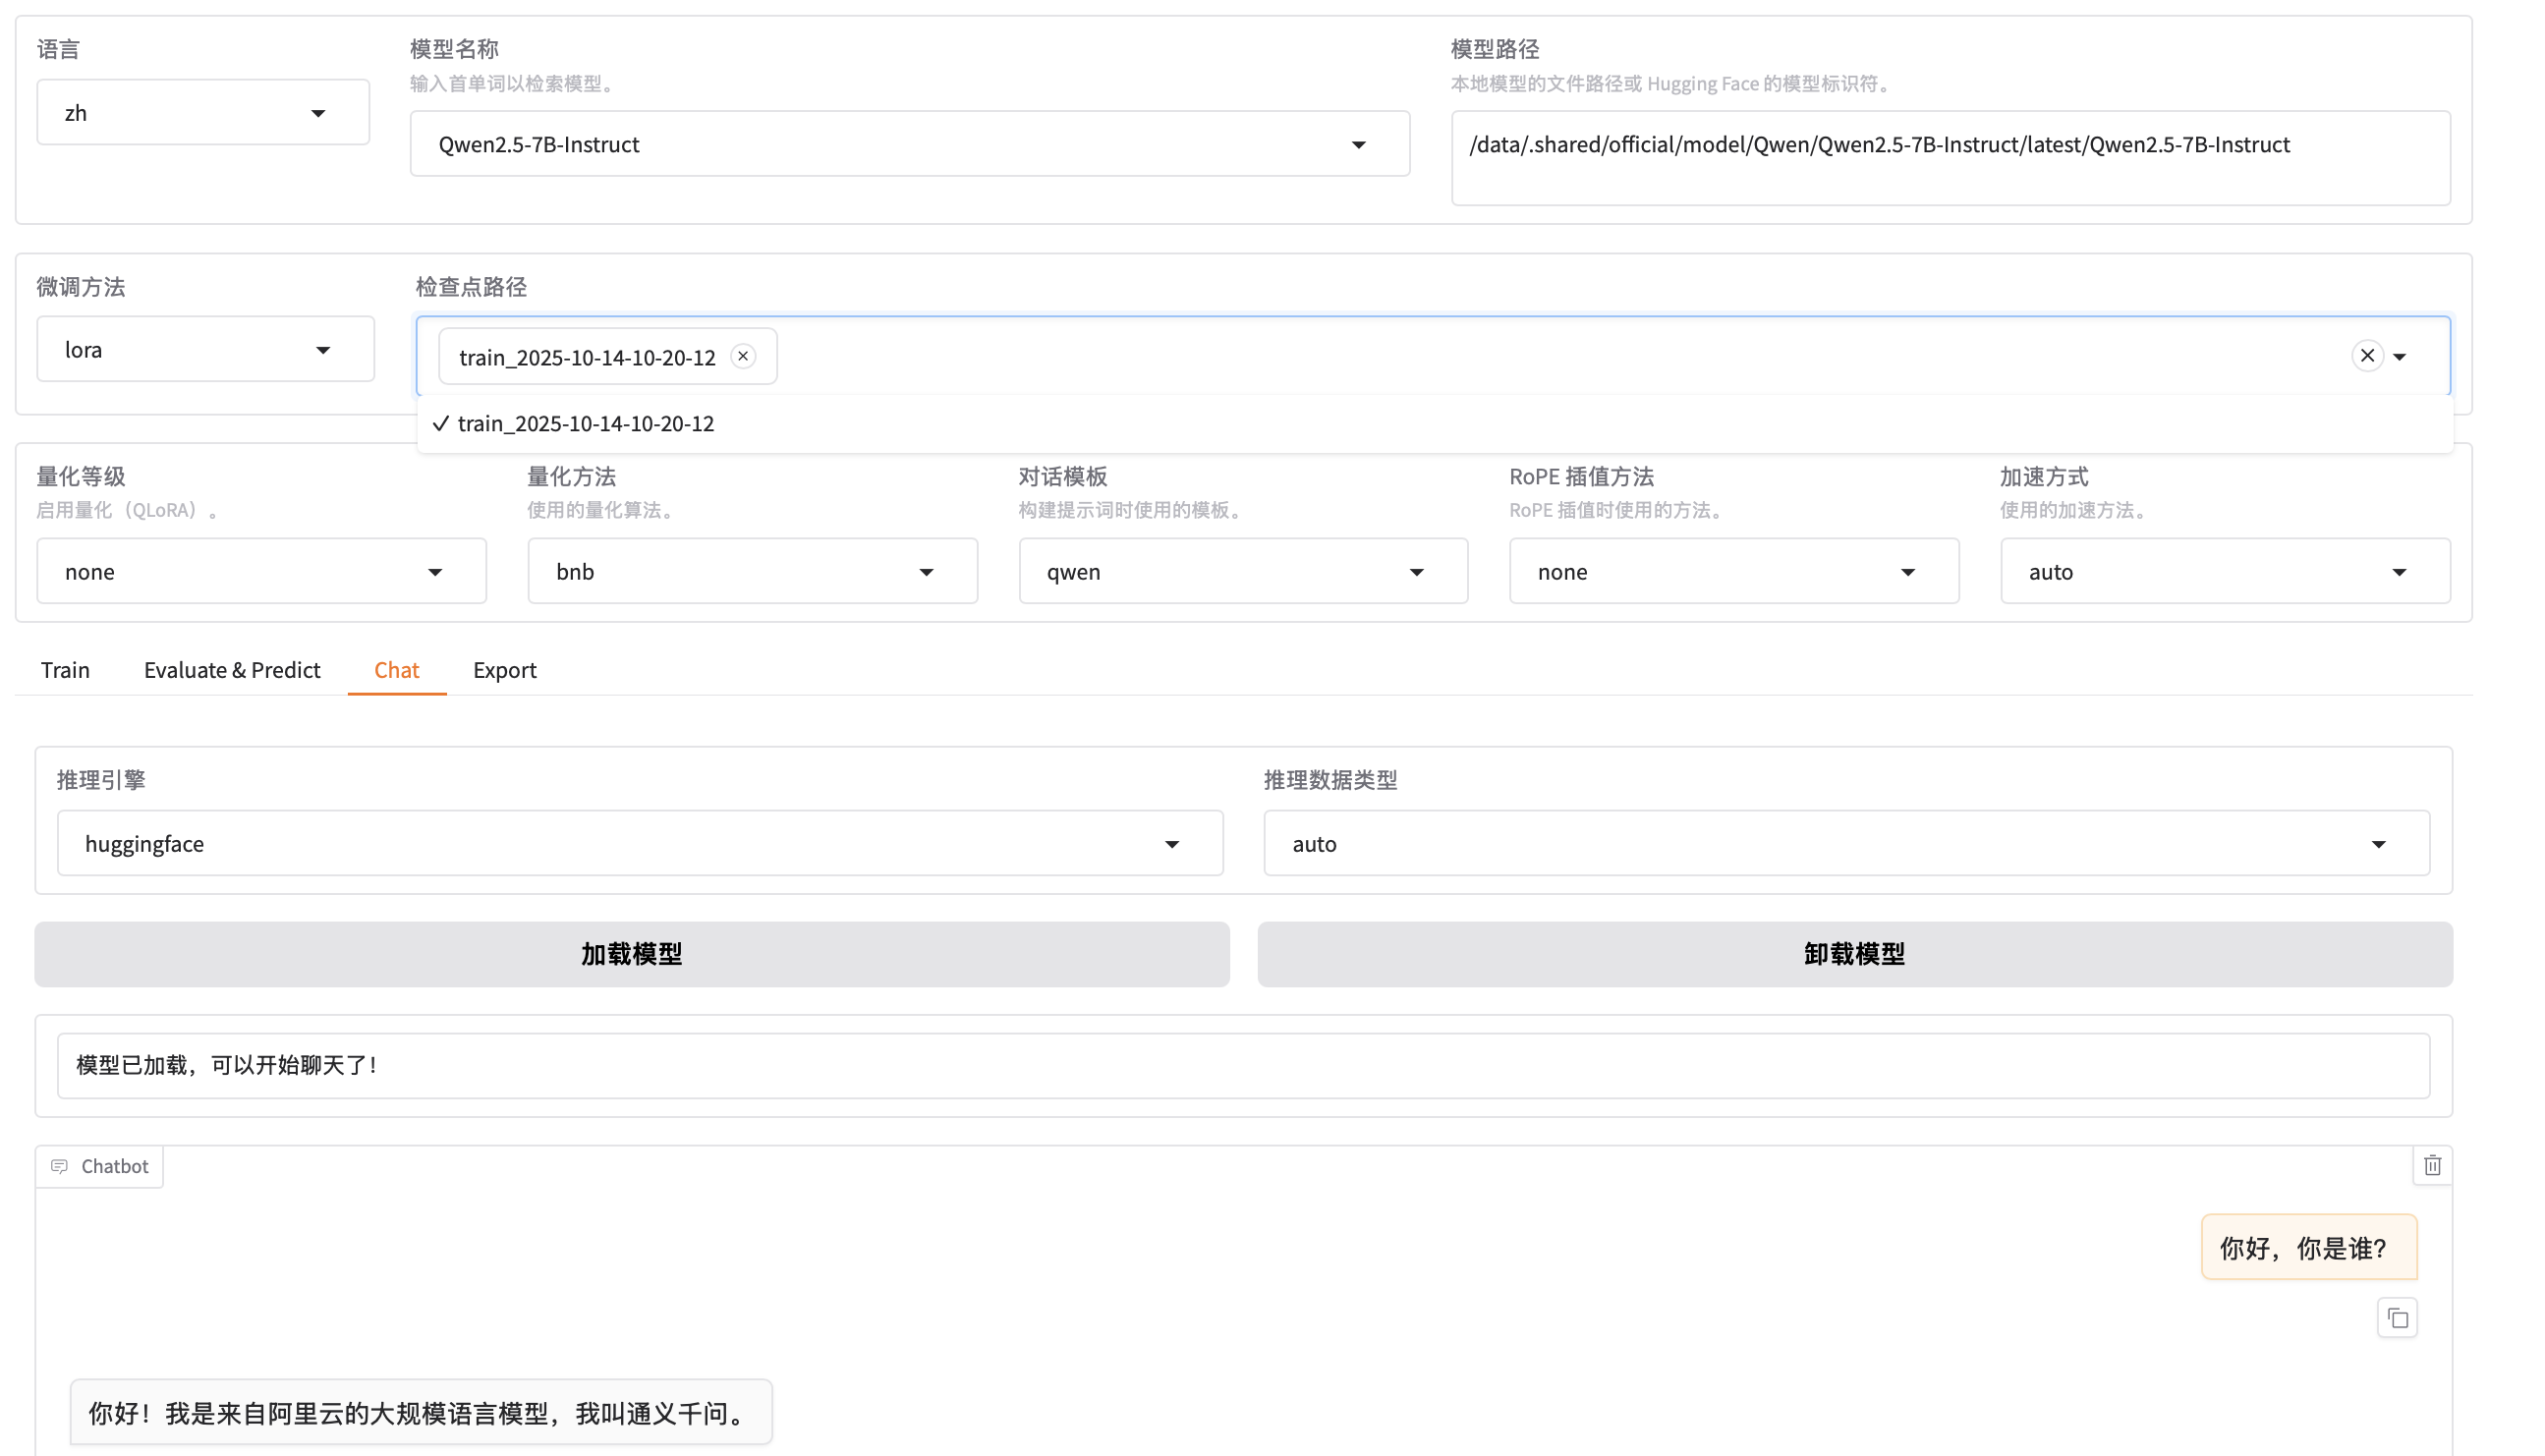 语言
zh
模型名称
输入首单词以检索模型。
Qwen2.5-7B-Instruct
模型路径
本地模型的文件路径或 Hugging Face 的模型标识符。
/data/.shared/official/model/Qwen/Qwen2.5-7B-Instruct/latest/Qwen2.5-7B-Instruct
微调方法
lora
检查点路径
train_2025-10-14-10-20-12
✓ train_2025-10-14-10-20-12
量化等级
启用量化（QLoRA）。
none
量化方法
使用的量化算法。
bnb
对话模板
构建提示词时使用的模板。
qwen
RoPE 插值方法
RoPE 插值时使用的方法。
none
加速方式
使用的加速方法。
auto
Train Evaluate & Predict Chat Export
推理引擎
huggingface
推理数据类型
auto
加载模型
卸载模型
模型已加载，可以开始聊天了！
Chatbot
你好，你是谁？
你好！我是来自阿里云的大规模语言模型，我叫通义千问。